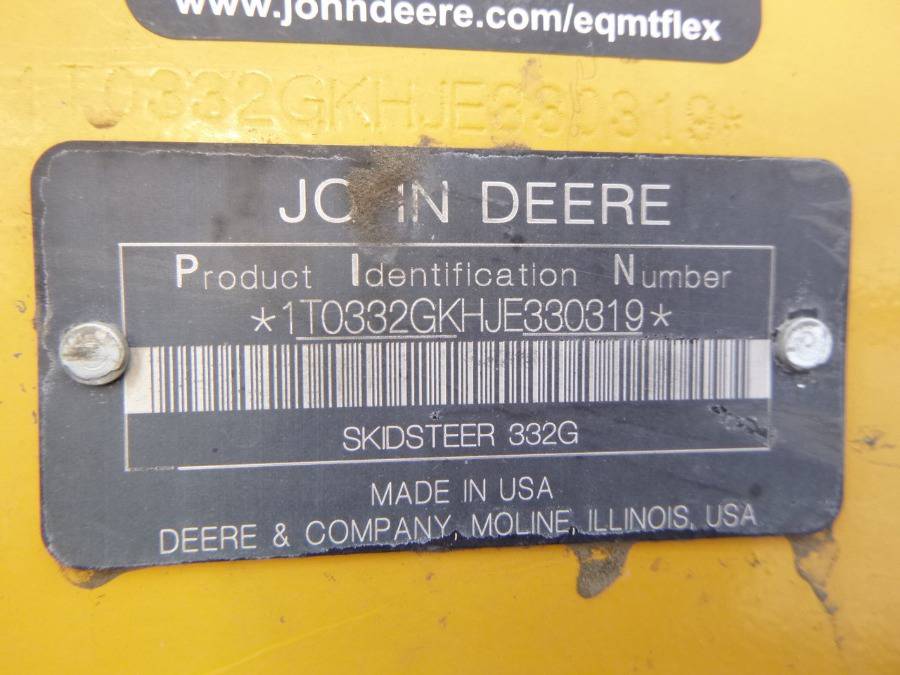 www.johndeere.com/eqmtflex
1T0332GKHJE330319*
JOHN DEERE
Product Identification Number
*1T0332GKHJE330319*
SKIDSTEER 332G
MADE IN USA
DEERE & COMPANY, MOLINE, ILLINOIS, USA